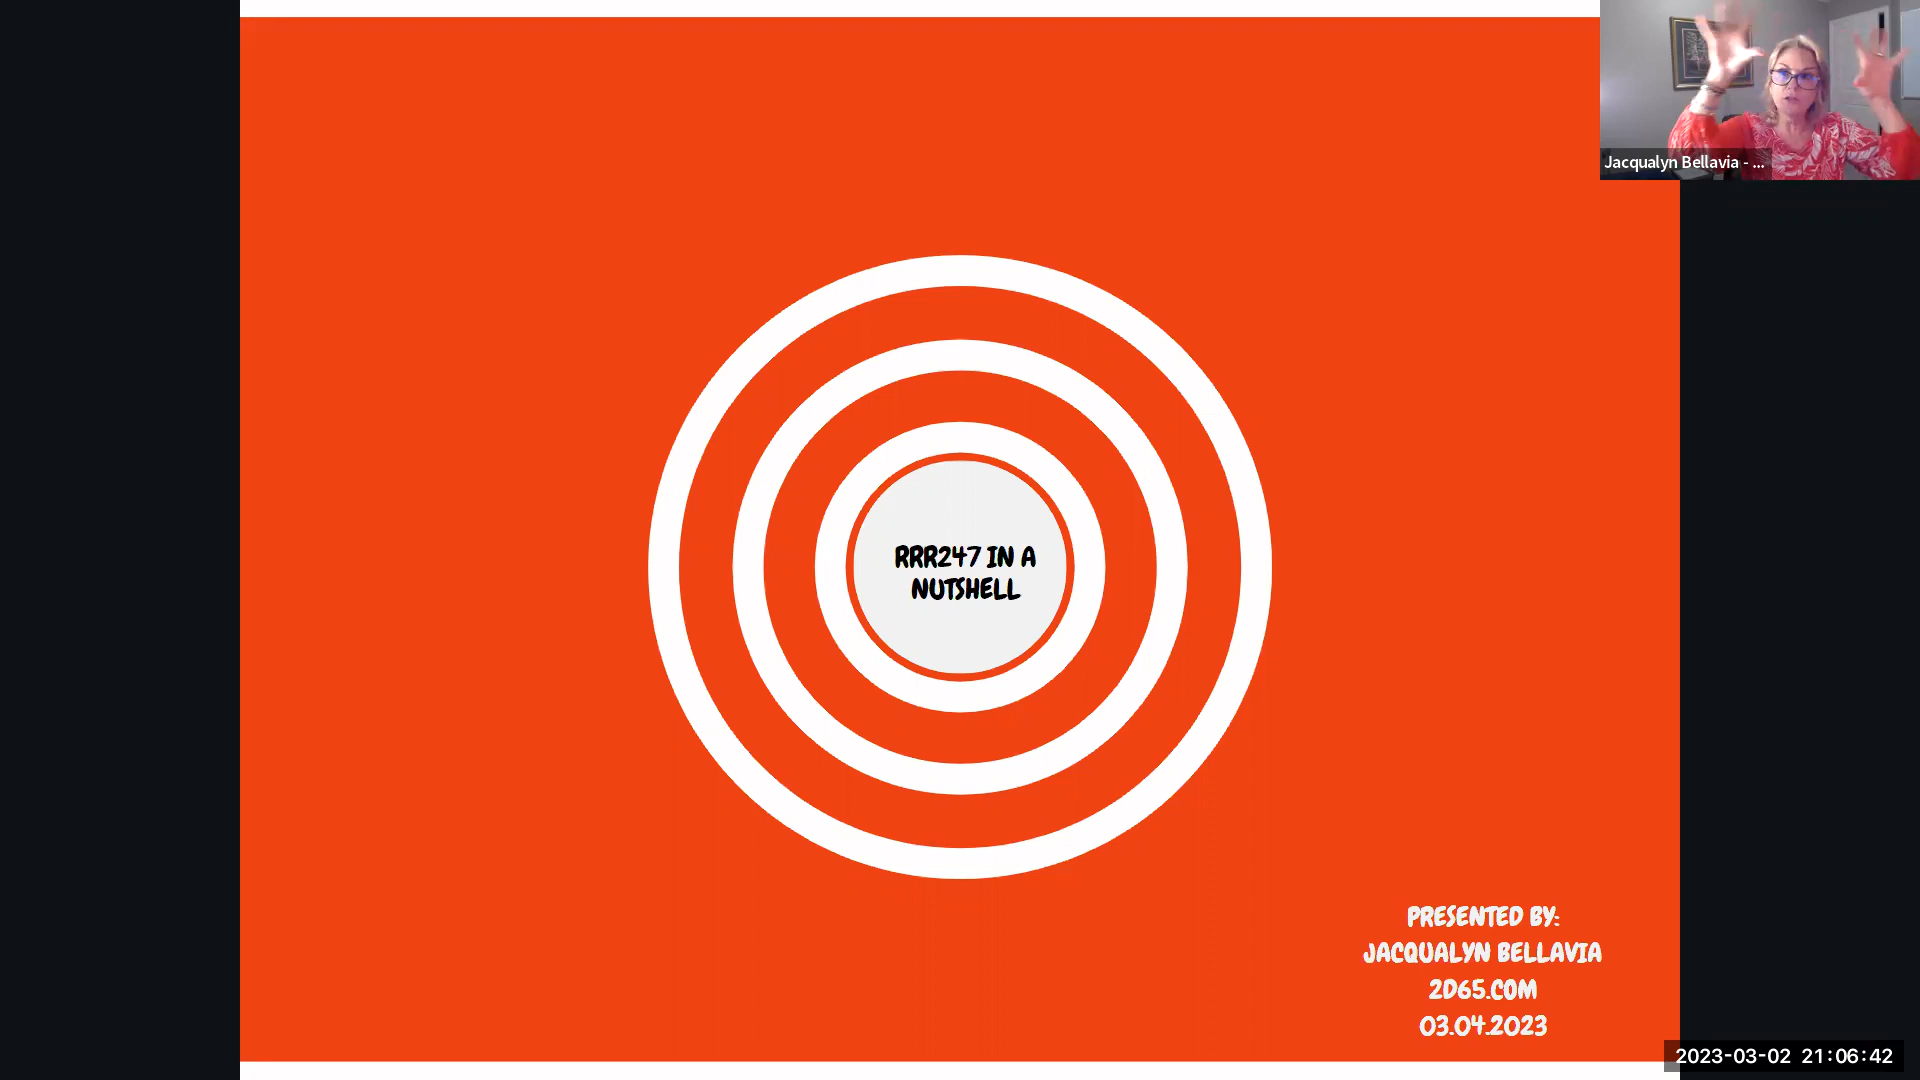 Jacqualyn Bellavia - ...
RRR247 IN A
NUTSHELL
PRESENTED BY:
JACQUALYN BELLAVIA
2D65.COM
03.04.2023
2023-03-02 21:06:42